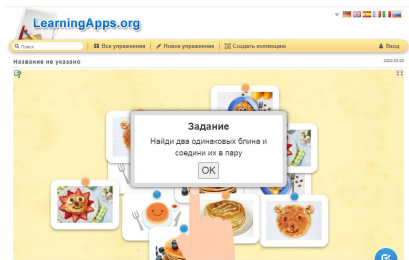 LearningApps.org
Поиск
Все упражнения
Новое упражнение
Создать коллекцию
Вход
Название не указано
Задание
Найди два одинаковых блина и
соедини их в пару
OK